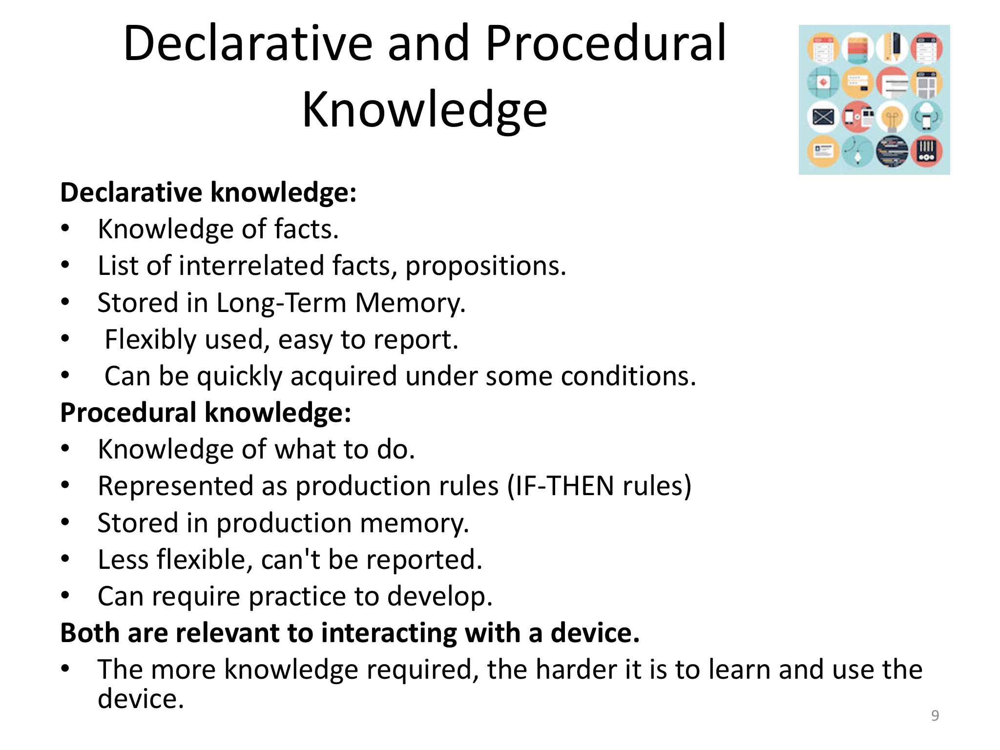 Declarative and Procedural
Knowledge
Declarative knowledge:
• Knowledge of facts.
• List of interrelated facts, propositions.
• Stored in Long-Term Memory.
• Flexibly used, easy to report.
• Can be quickly acquired under some conditions.
Procedural knowledge:
• Knowledge of what to do.
• Represented as production rules (IF-THEN rules)
• Stored in production memory.
• Less flexible, can't be reported.
• Can require practice to develop.
Both are relevant to interacting with a device.
• The more knowledge required, the harder it is to learn and use the
device.
9